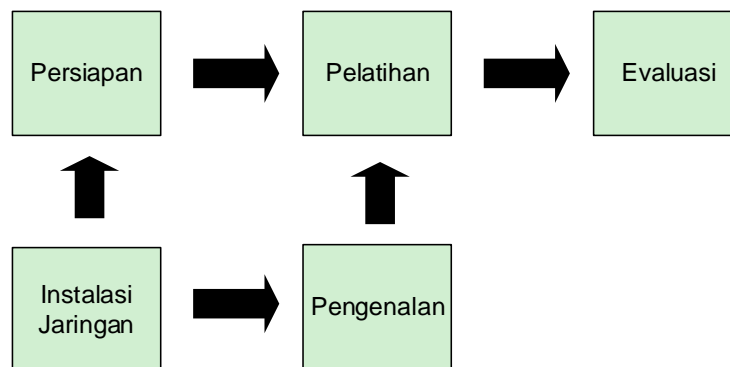 Persiapan
Pelatihan
Evaluasi
Instalasi
Jaringan
Pengenalan